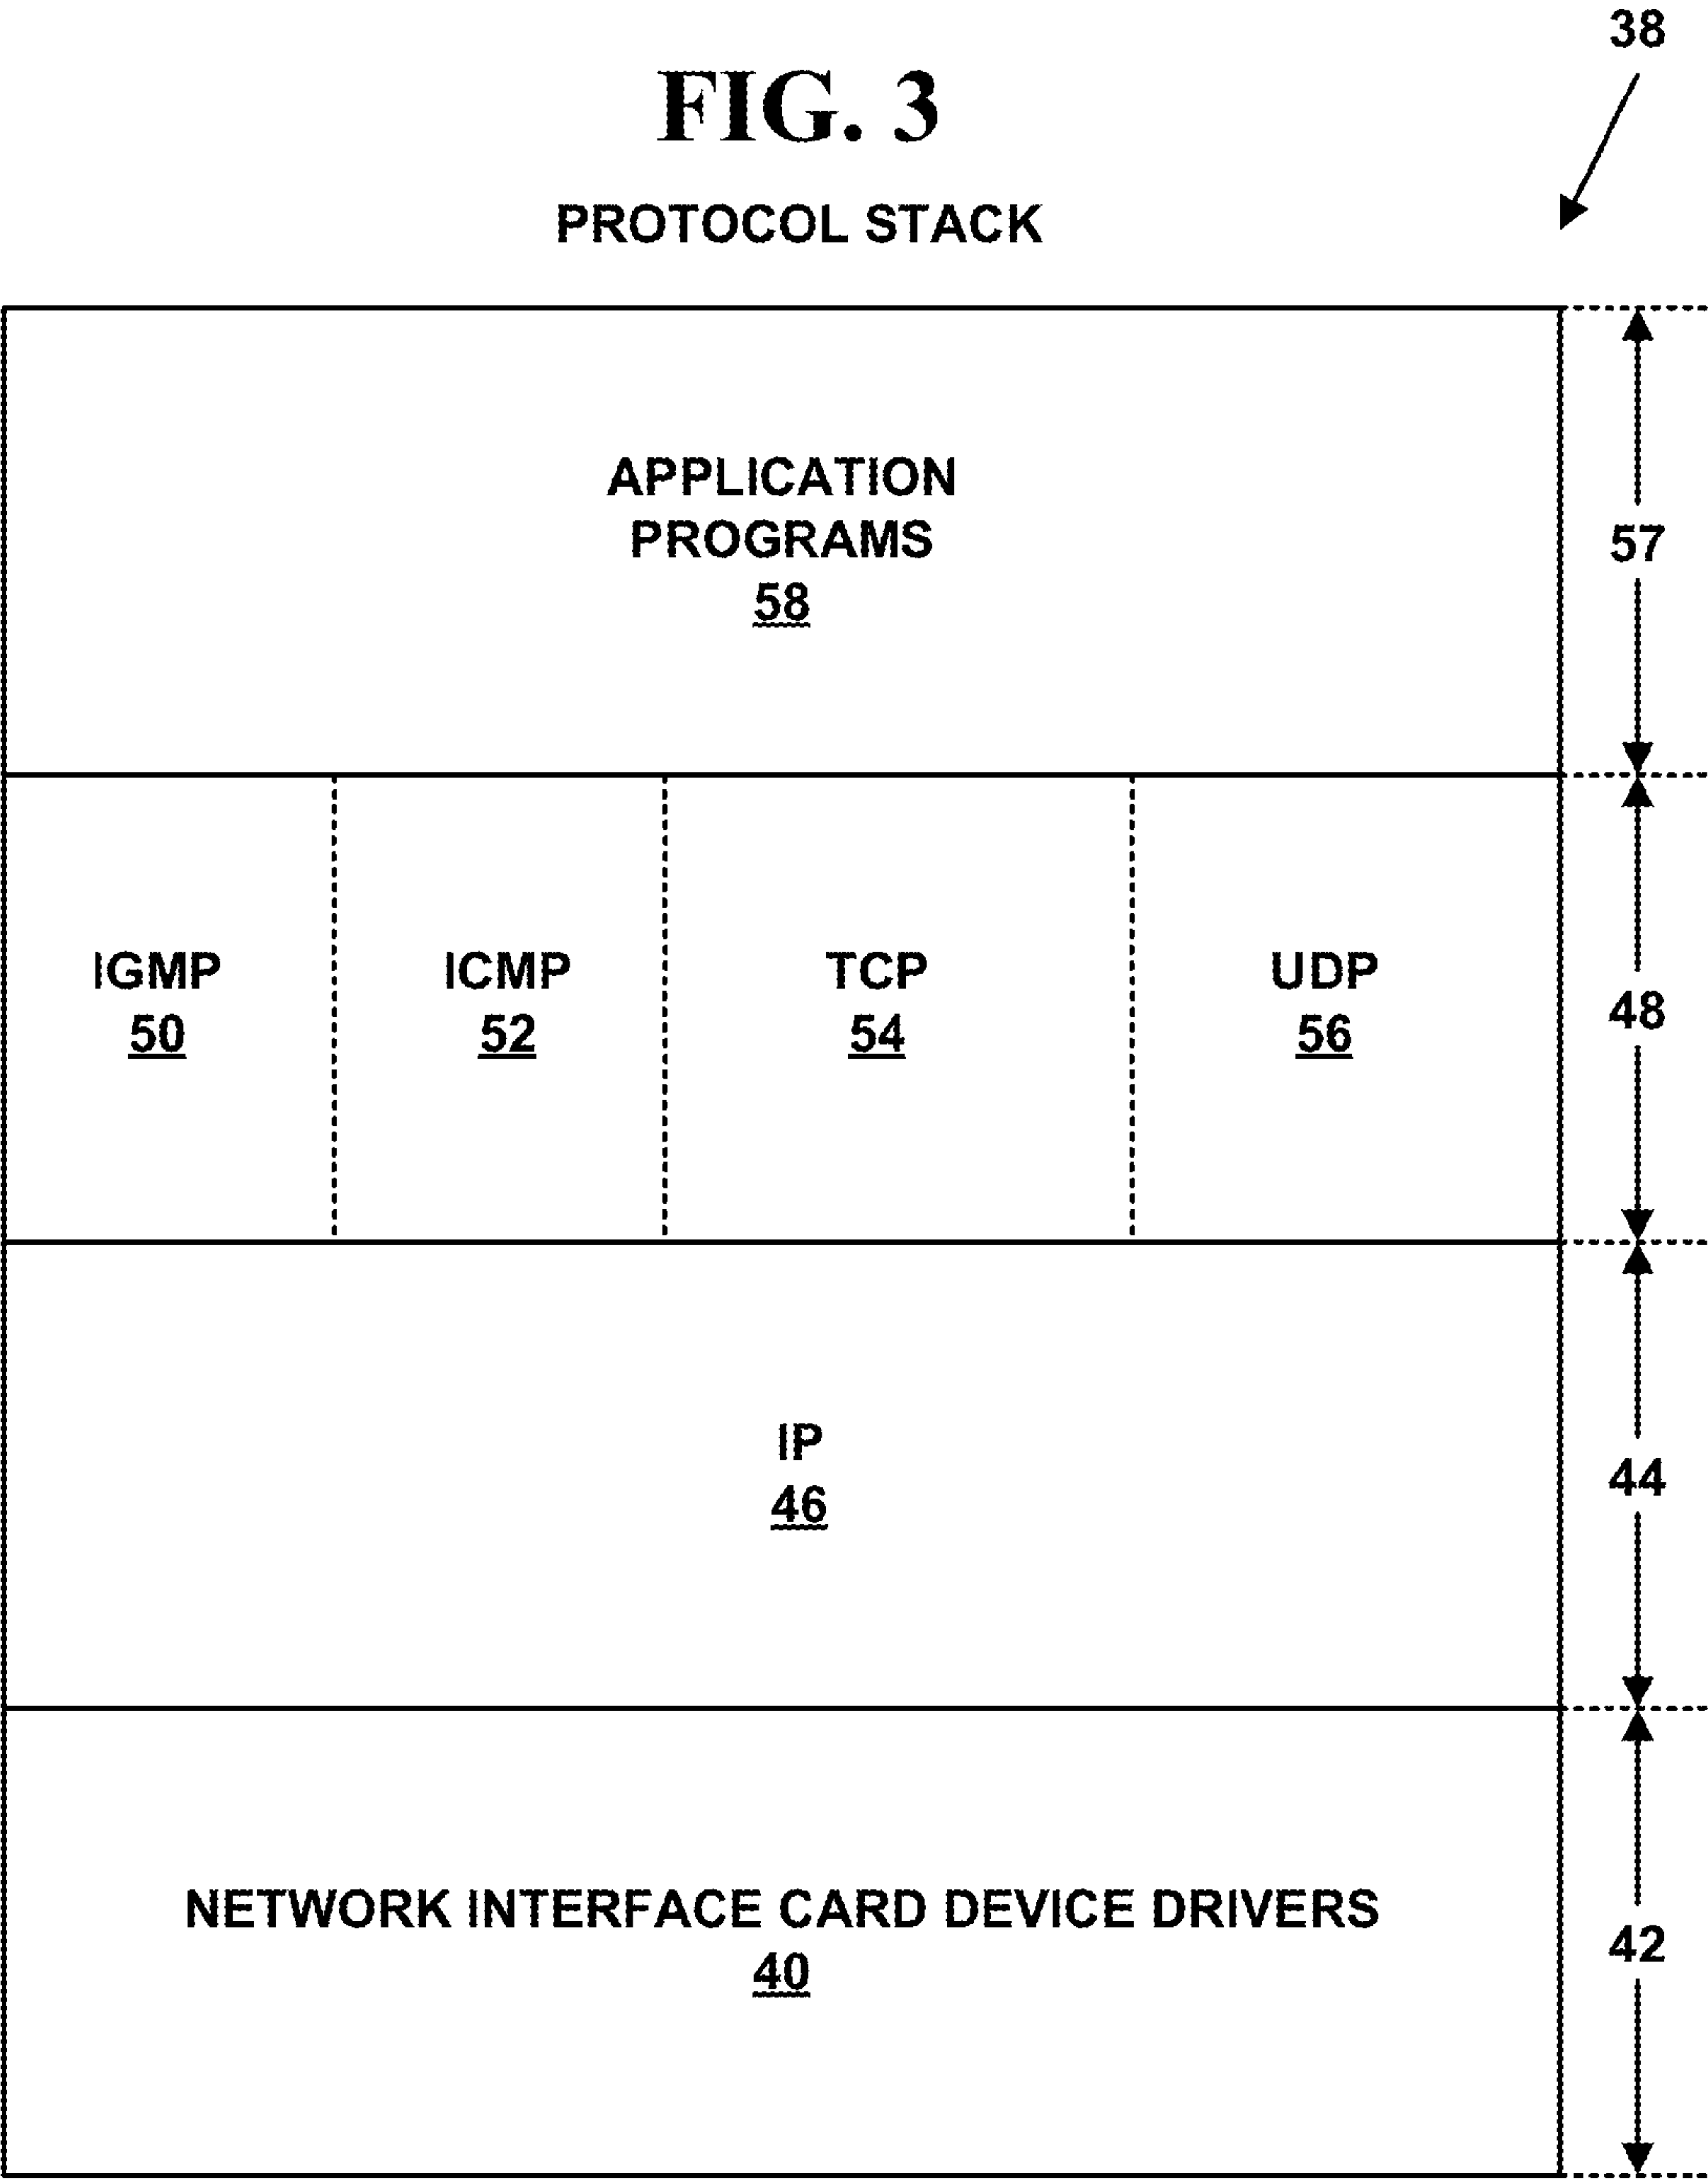 38
FIG. 3
PROTOCOL STACK
APPLICATION
PROGRAMS
58
57
IGMP
50
ICMP
52
TCP
54
UDP
56
48
IP
46
44
NETWORK INTERFACE CARD DEVICE DRIVERS
40
42